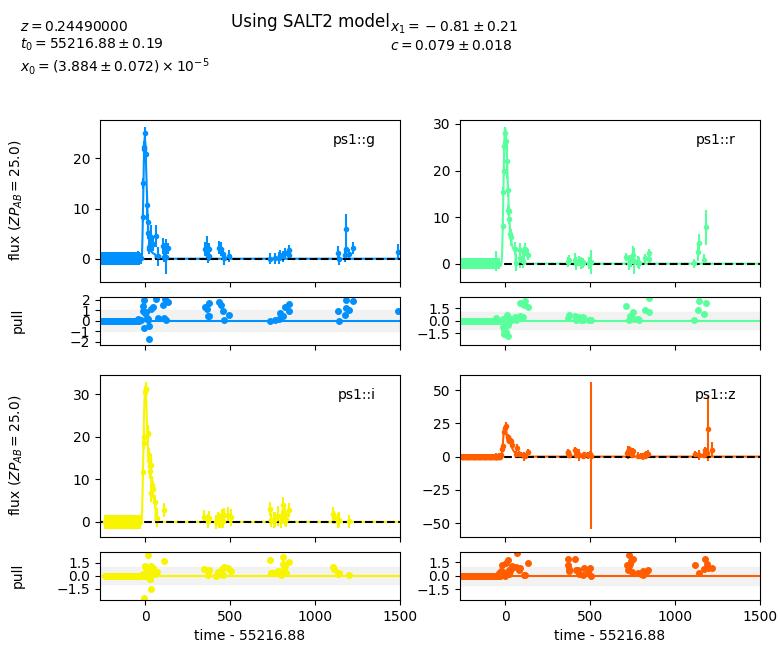 Using SALT2 model
z = 0.24490000
t0 = 55216.88 ± 0.19
x0 = (3.884 ± 0.072) × 10^-5
x1 = −0.81 ± 0.21
c = 0.079 ± 0.018
flux (ZP_AB = 25.0)
20
10
0
ps1::g
30
20
10
0
ps1::r
pull
2
1
0
−1
−2
1.5
0.0
−1.5
flux (ZP_AB = 25.0)
30
20
10
0
ps1::i
50
25
0
−25
−50
ps1::z
pull
1.5
0.0
−1.5
1.5
0.0
−1.5
0 500 1000 1500
0 500 1000 1500
time - 55216.88
time - 55216.88